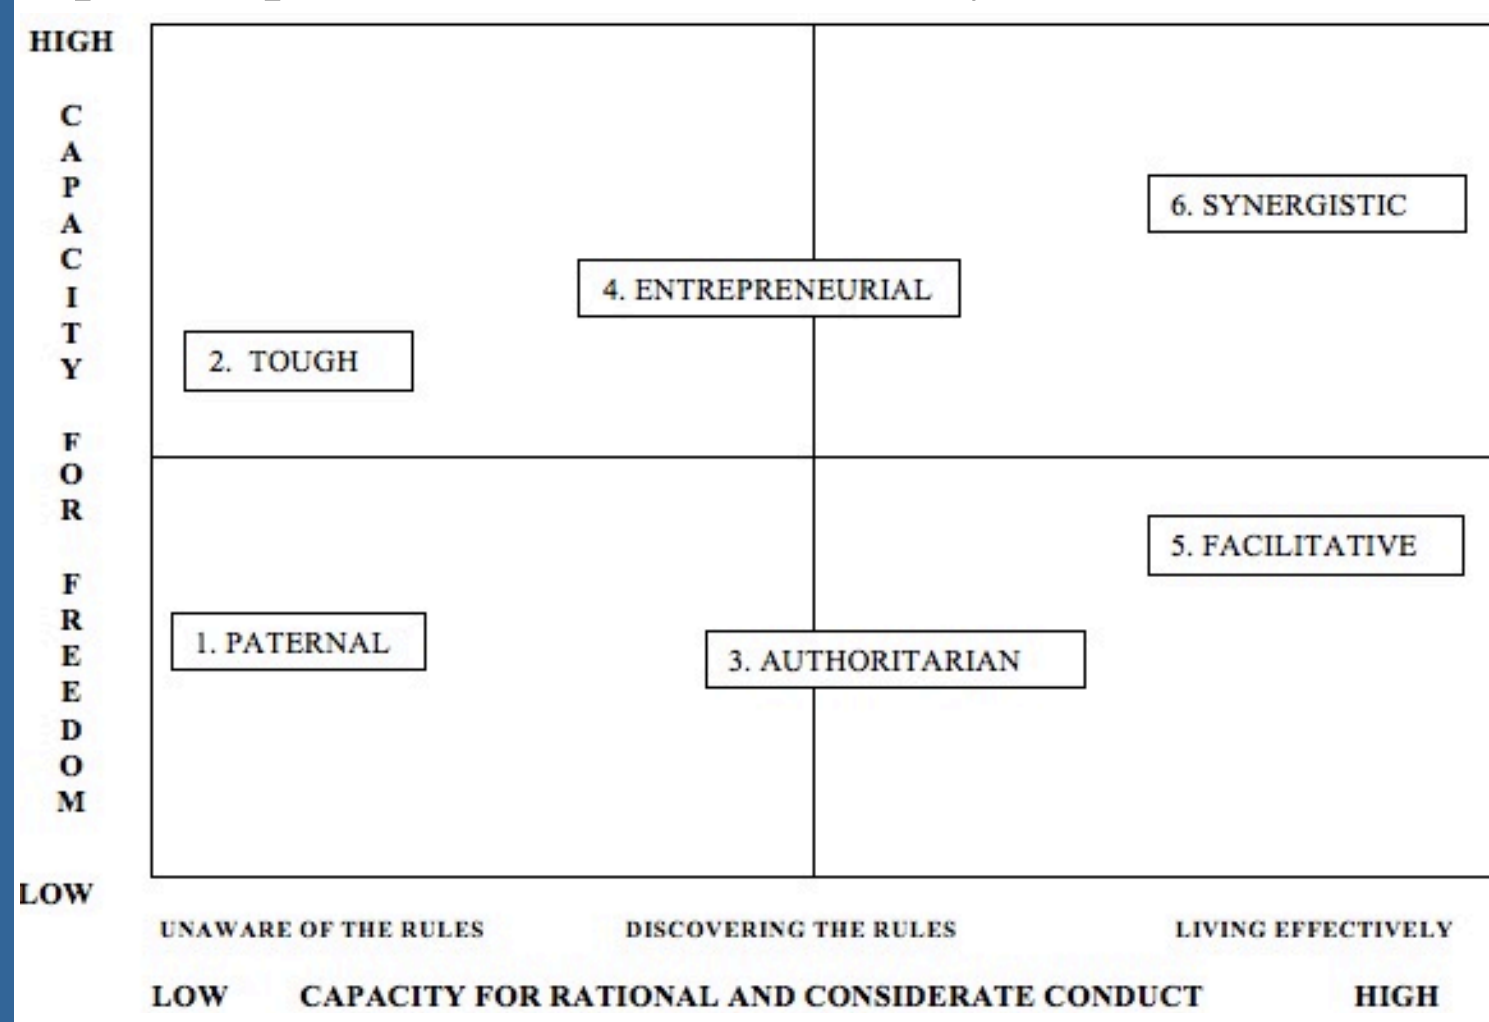 HIGH
CAPACITY FOR FREEDOM
6. SYNERGISTIC
4. ENTREPRENEURIAL
2. TOUGH
5. FACILITATIVE
1. PATERNAL
3. AUTHORITARIAN
LOW
UNAWARE OF THE RULES DISCOVERING THE RULES LIVING EFFECTIVELY
LOW CAPACITY FOR RATIONAL AND CONSIDERATE CONDUCT HIGH